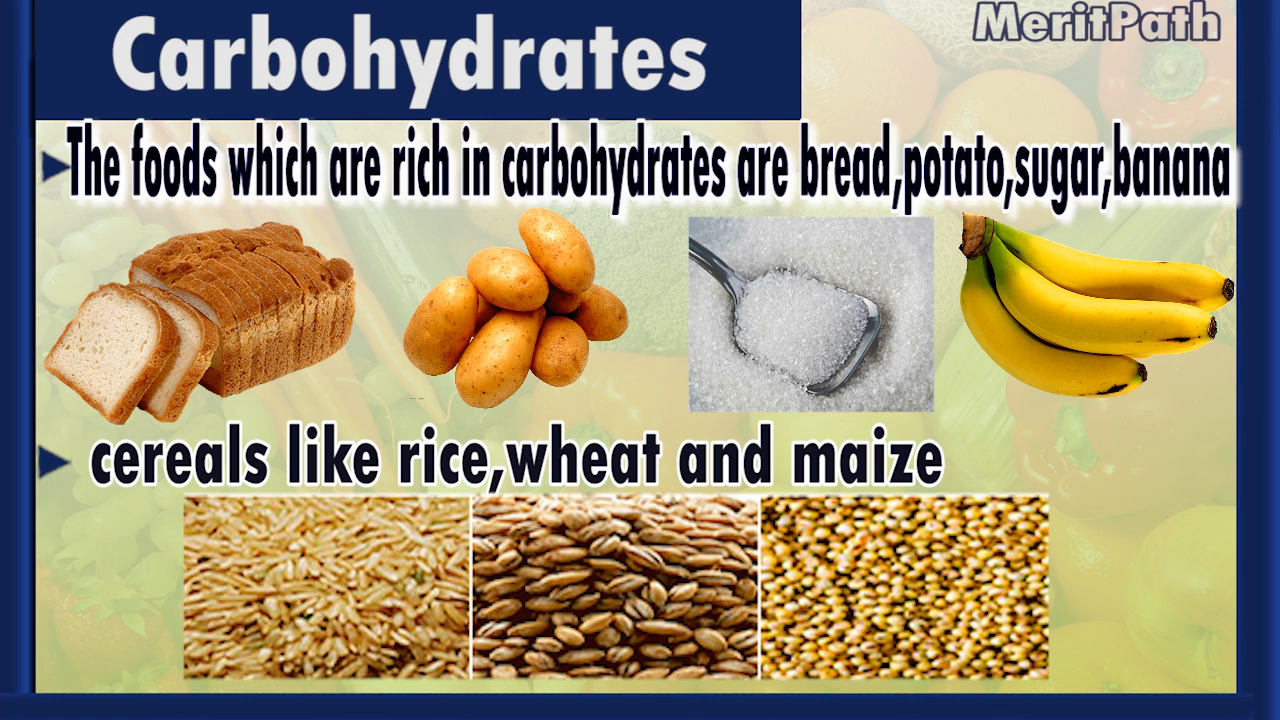 Carbohydrates
MeritPath
The foods which are rich in carbohydrates are bread,potato,sugar,banana
cereals like rice,wheat and maize